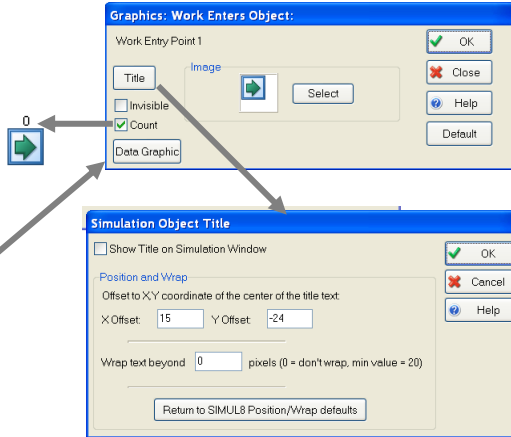 Graphics: Work Enters Object:
Work Entry Point 1
OK
Image
Title
Select
Close
Invisible
Help
0
Count
Default
Data Graphic
Simulation Object Title
Show Title on Simulation Window
OK
Position and Wrap
Cancel
Offset to X,Y coordinate of the center of the title text:
Help
X Offset: 15 Y Offset: -24
Wrap text beyond 0 pixels (0 = don't wrap, min value = 20)
Return to SIMUL8 Position/Wrap defaults